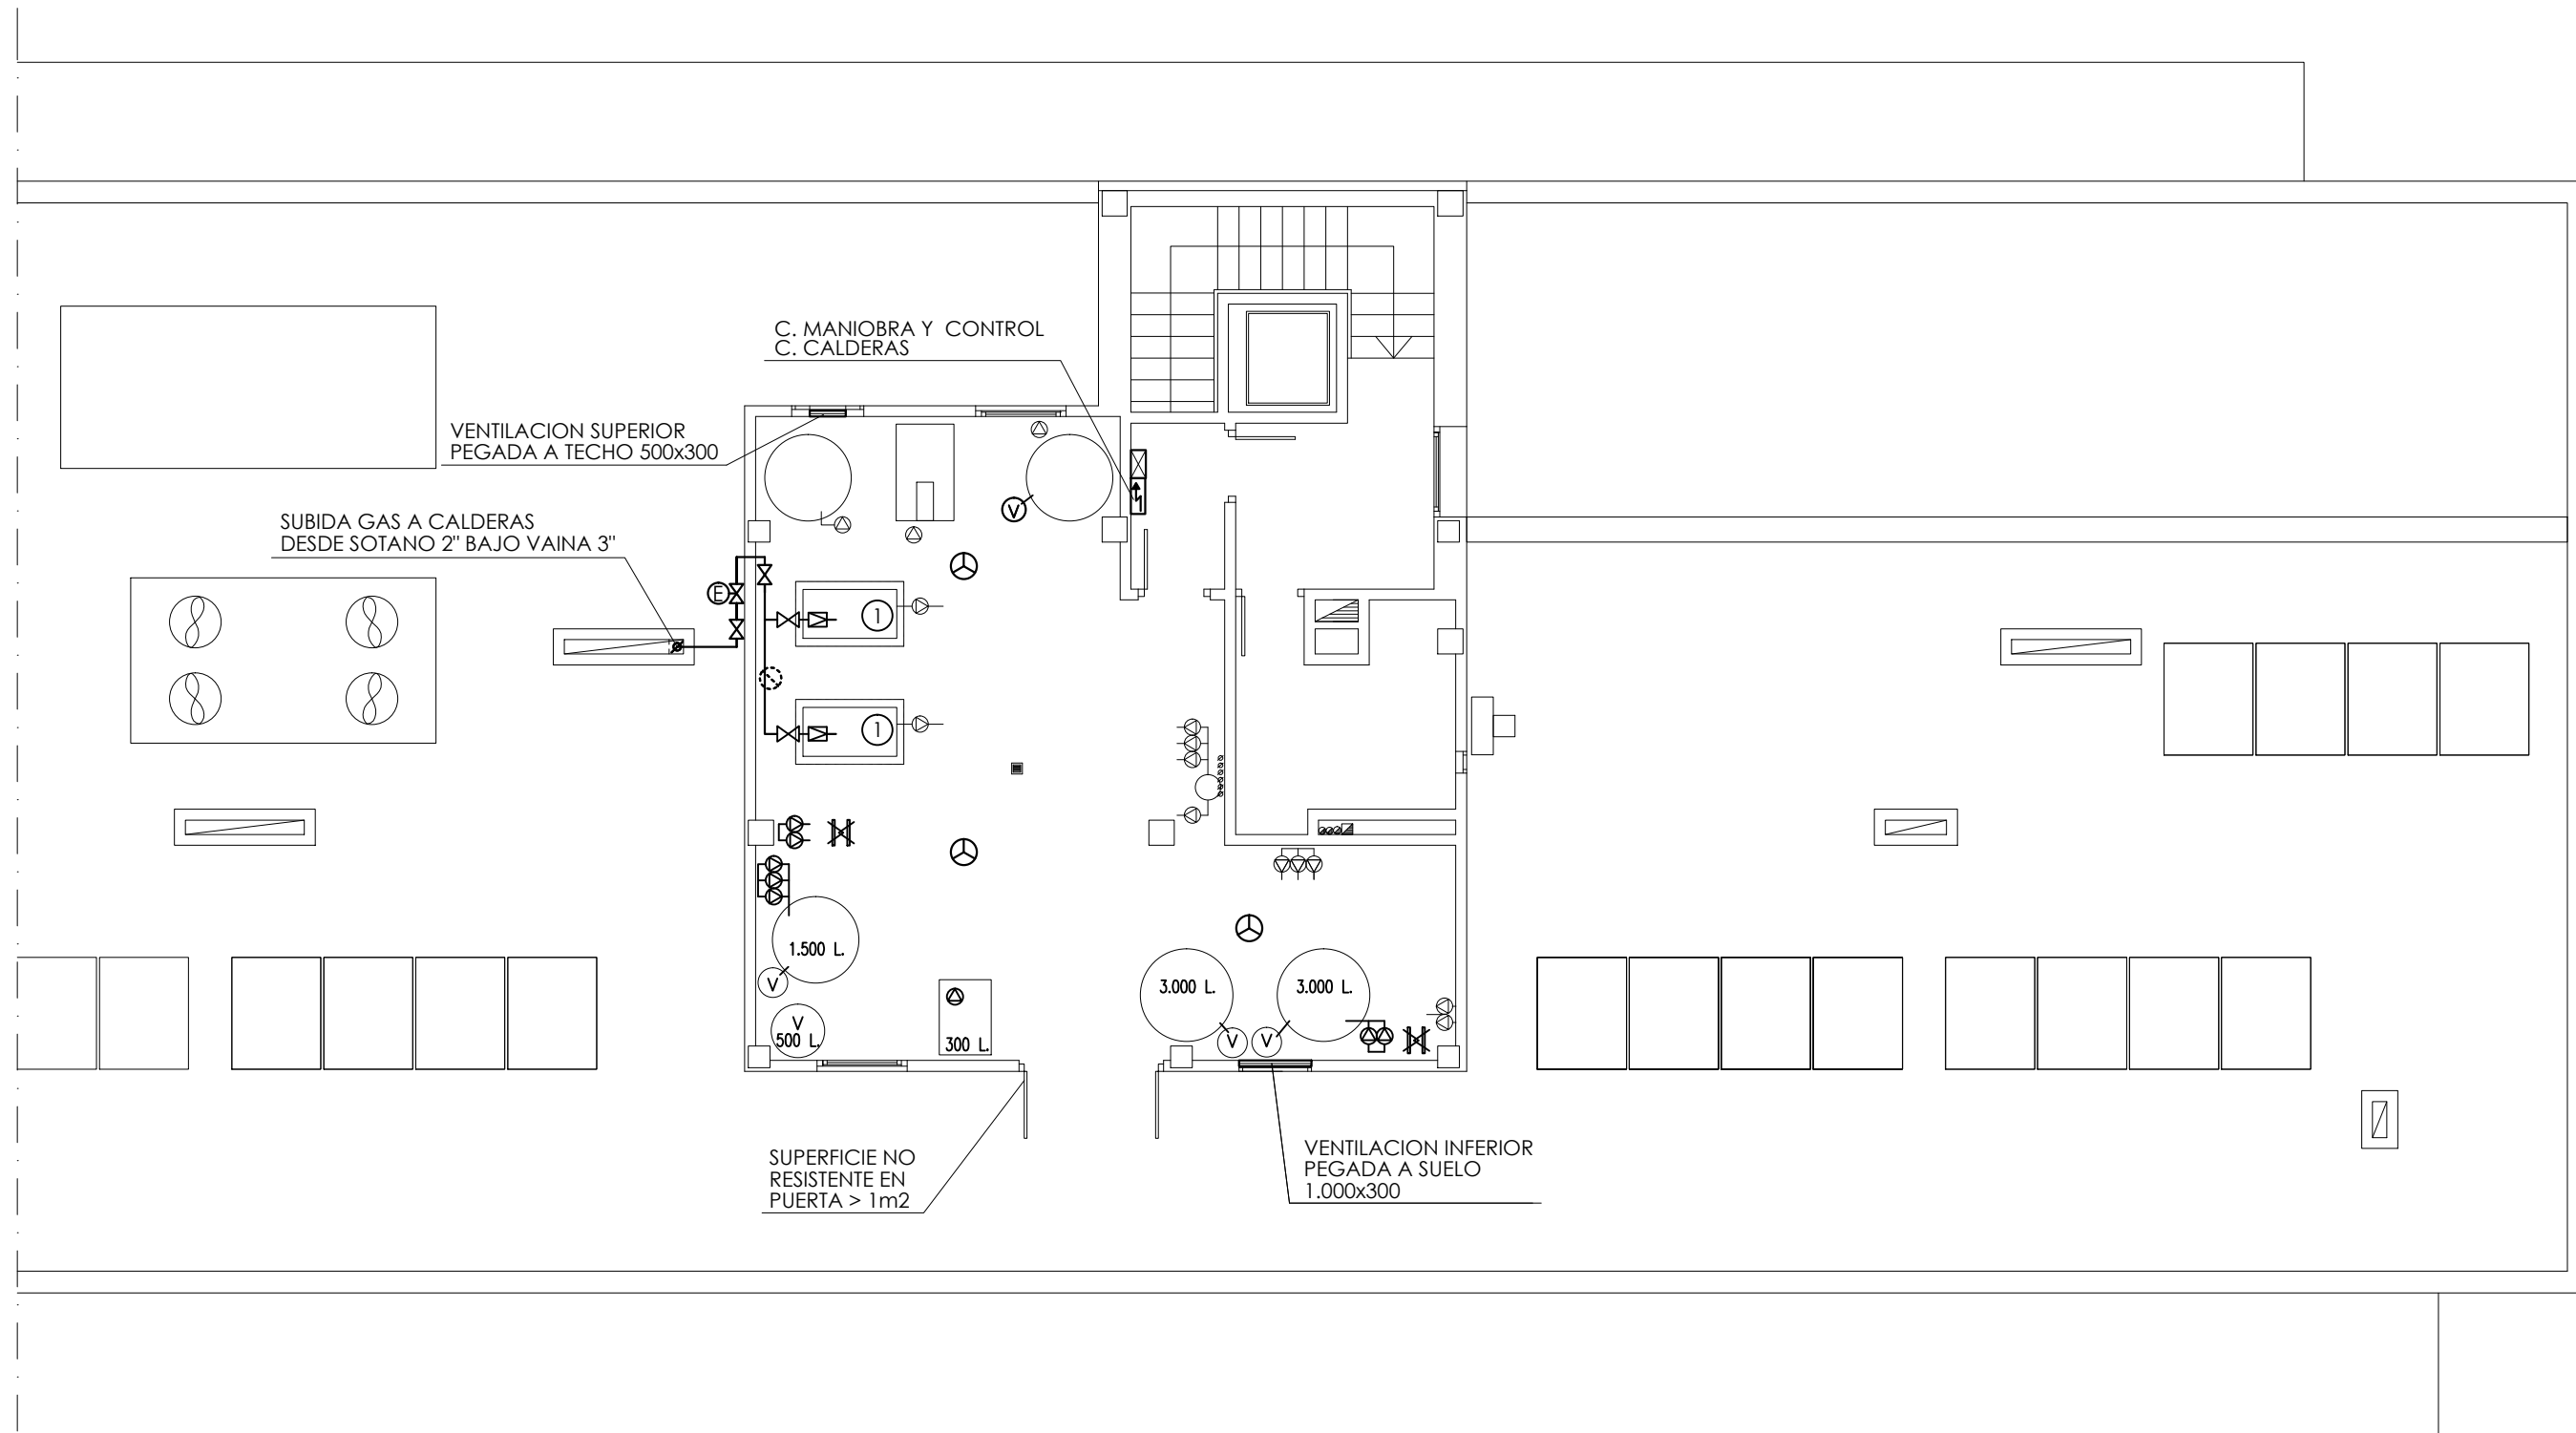 C. MANIOBRA Y CONTROL
C. CALDERAS
VENTILACION SUPERIOR
PEGADA A TECHO 500x300
SUBIDA GAS A CALDERAS
DESDE SOTANO 2" BAJO VAINA 3"
V
E
1
1
1.500 L.
V
V
500 L.
300 L.
3.000 L.
3.000 L.
V
V
SUPERFICIE NO
RESISTENTE EN
PUERTA > 1m2
VENTILACION INFERIOR
PEGADA A SUELO
1.000x300